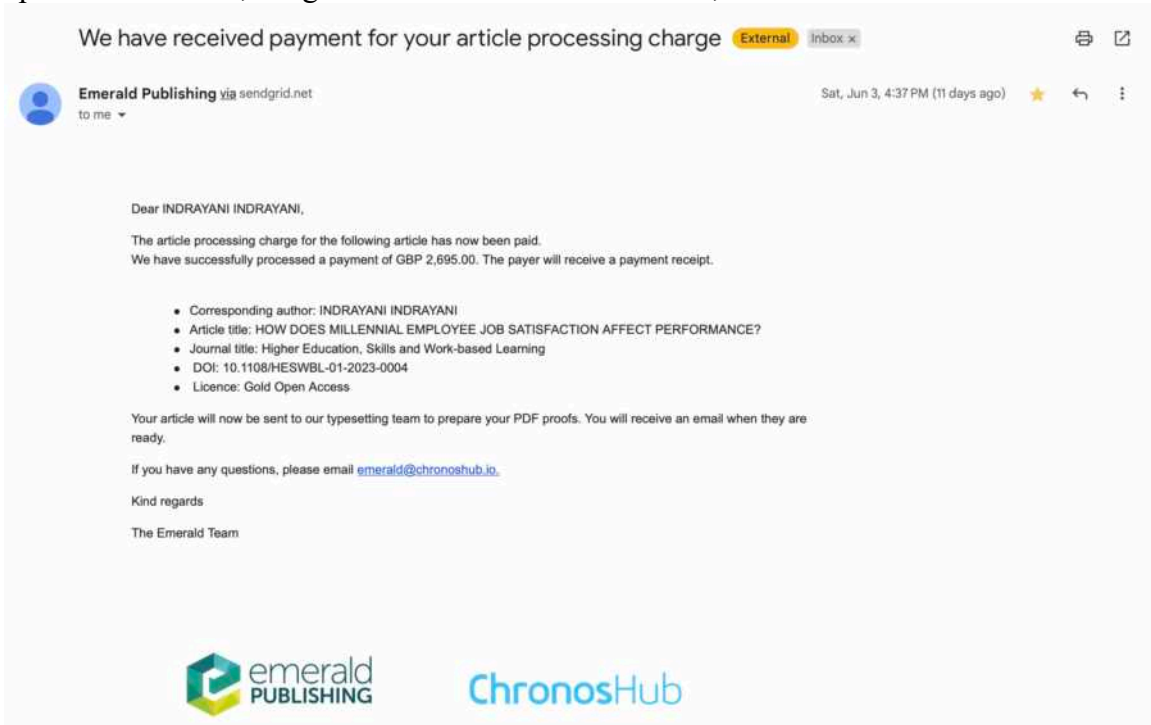 We have received payment for your article processing charge External Inbox x
Emerald Publishing via sendgrid.net Sat, Jun 3, 4:37 PM (11 days ago)
to me
Dear INDRAYANI INDRAYANI,
The article processing charge for the following article has now been paid.
We have successfully processed a payment of GBP 2,695.00. The payer will receive a payment receipt.
• Corresponding author: INDRAYANI INDRAYANI
• Article title: HOW DOES MILLENNIAL EMPLOYEE JOB SATISFACTION AFFECT PERFORMANCE?
• Journal title: Higher Education, Skills and Work-based Learning
• DOI: 10.1108/HESWBL-01-2023-0004
• Licence: Gold Open Access
Your article will now be sent to our typesetting team to prepare your PDF proofs. You will receive an email when they are
ready.
If you have any questions, please email emerald@chronoshub.io.
Kind regards
The Emerald Team
emerald
PUBLISHING
ChronosHub